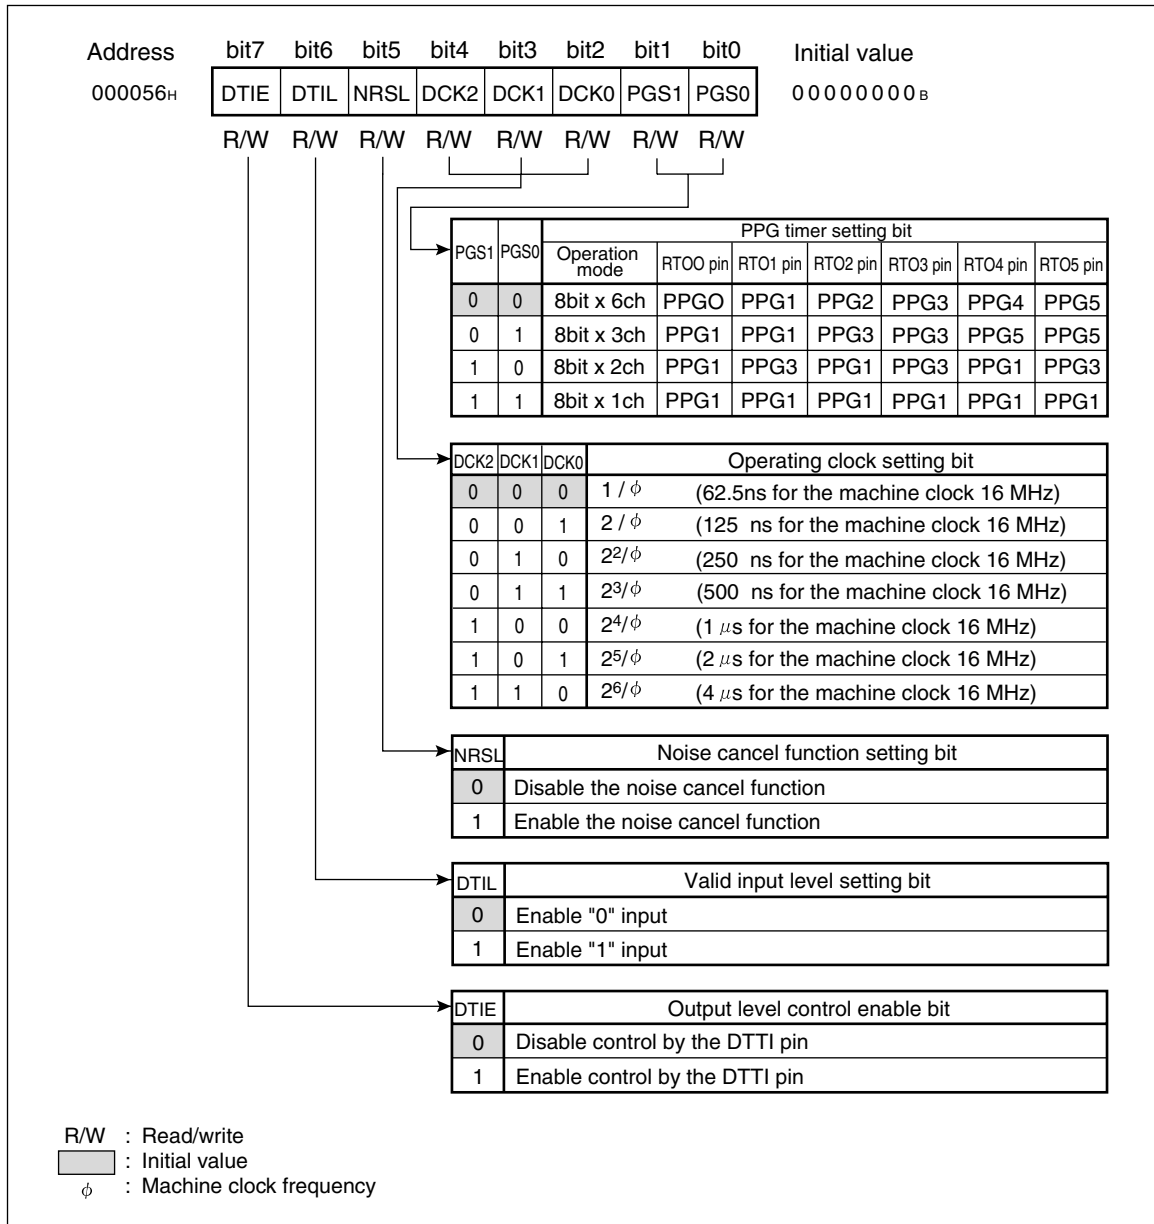 Address bit7 bit6 bit5 bit4 bit3 bit2 bit1 bit0 Initial value
000056H DTIE DTIL NRSL DCK2 DCK1 DCK0 PGS1 PGS0 00000000B
R/W R/W R/W R/W R/W R/W R/W R/W
PPG timer setting bit
PGS1 PGS0 Operation mode RTOO pin RTO1 pin RTO2 pin RTO3 pin RTO4 pin RTO5 pin
0 0 8bit x 6ch PPGO PPG1 PPG2 PPG3 PPG4 PPG5
0 1 8bit x 3ch PPG1 PPG1 PPG3 PPG3 PPG5 PPG5
1 0 8bit x 2ch PPG1 PPG3 PPG1 PPG3 PPG1 PPG3
1 1 8bit x 1ch PPG1 PPG1 PPG1 PPG1 PPG1 PPG1
DCK2 DCK1 DCK0 Operating clock setting bit
0 0 0 1 / ϕ (62.5ns for the machine clock 16 MHz)
0 0 1 2 / ϕ (125 ns for the machine clock 16 MHz)
0 1 0 2²/ϕ (250 ns for the machine clock 16 MHz)
0 1 1 2³/ϕ (500 ns for the machine clock 16 MHz)
1 0 0 2⁴/ϕ (1 μs for the machine clock 16 MHz)
1 0 1 2⁵/ϕ (2 μs for the machine clock 16 MHz)
1 1 0 2⁶/ϕ (4 μs for the machine clock 16 MHz)
NRSL Noise cancel function setting bit
0 Disable the noise cancel function
1 Enable the noise cancel function
DTIL Valid input level setting bit
0 Enable "0" input
1 Enable "1" input
DTIE Output level control enable bit
0 Disable control by the DTTI pin
1 Enable control by the DTTI pin
R/W : Read/write
: Initial value
ϕ : Machine clock frequency